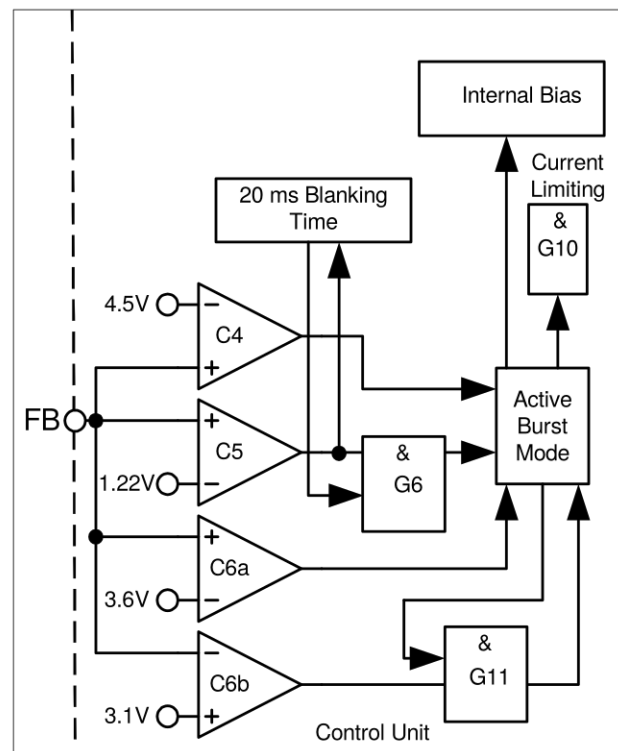 Internal Bias
Current
Limiting
20 ms Blanking
Time
&
G10
4.5V
−
C4
+
FB
+
C5
−
1.22V
&
G6
Active
Burst
Mode
+
C6a
−
3.6V
−
C6b
+
3.1V
&
G11
Control Unit